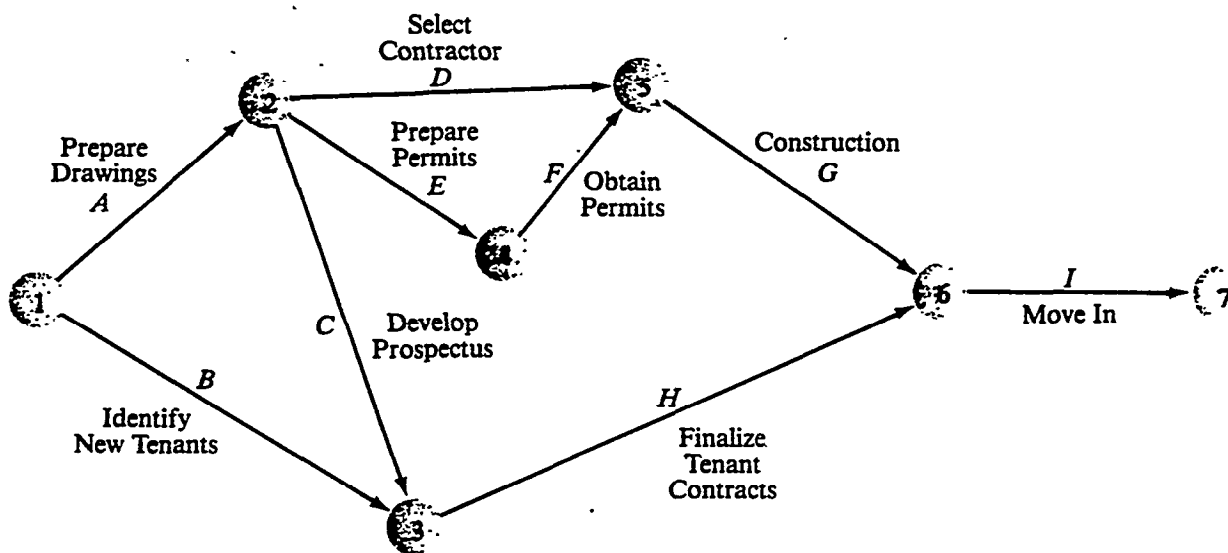 Select
Contractor
D
2
5
Prepare
Drawings
A
Prepare
Permits
E
F
Obtain
Permits
Construction
G
4
1
6
I
Move In
7
C
Develop
Prospectus
B
Identify
New Tenants
H
Finalize
Tenant
Contracts
3